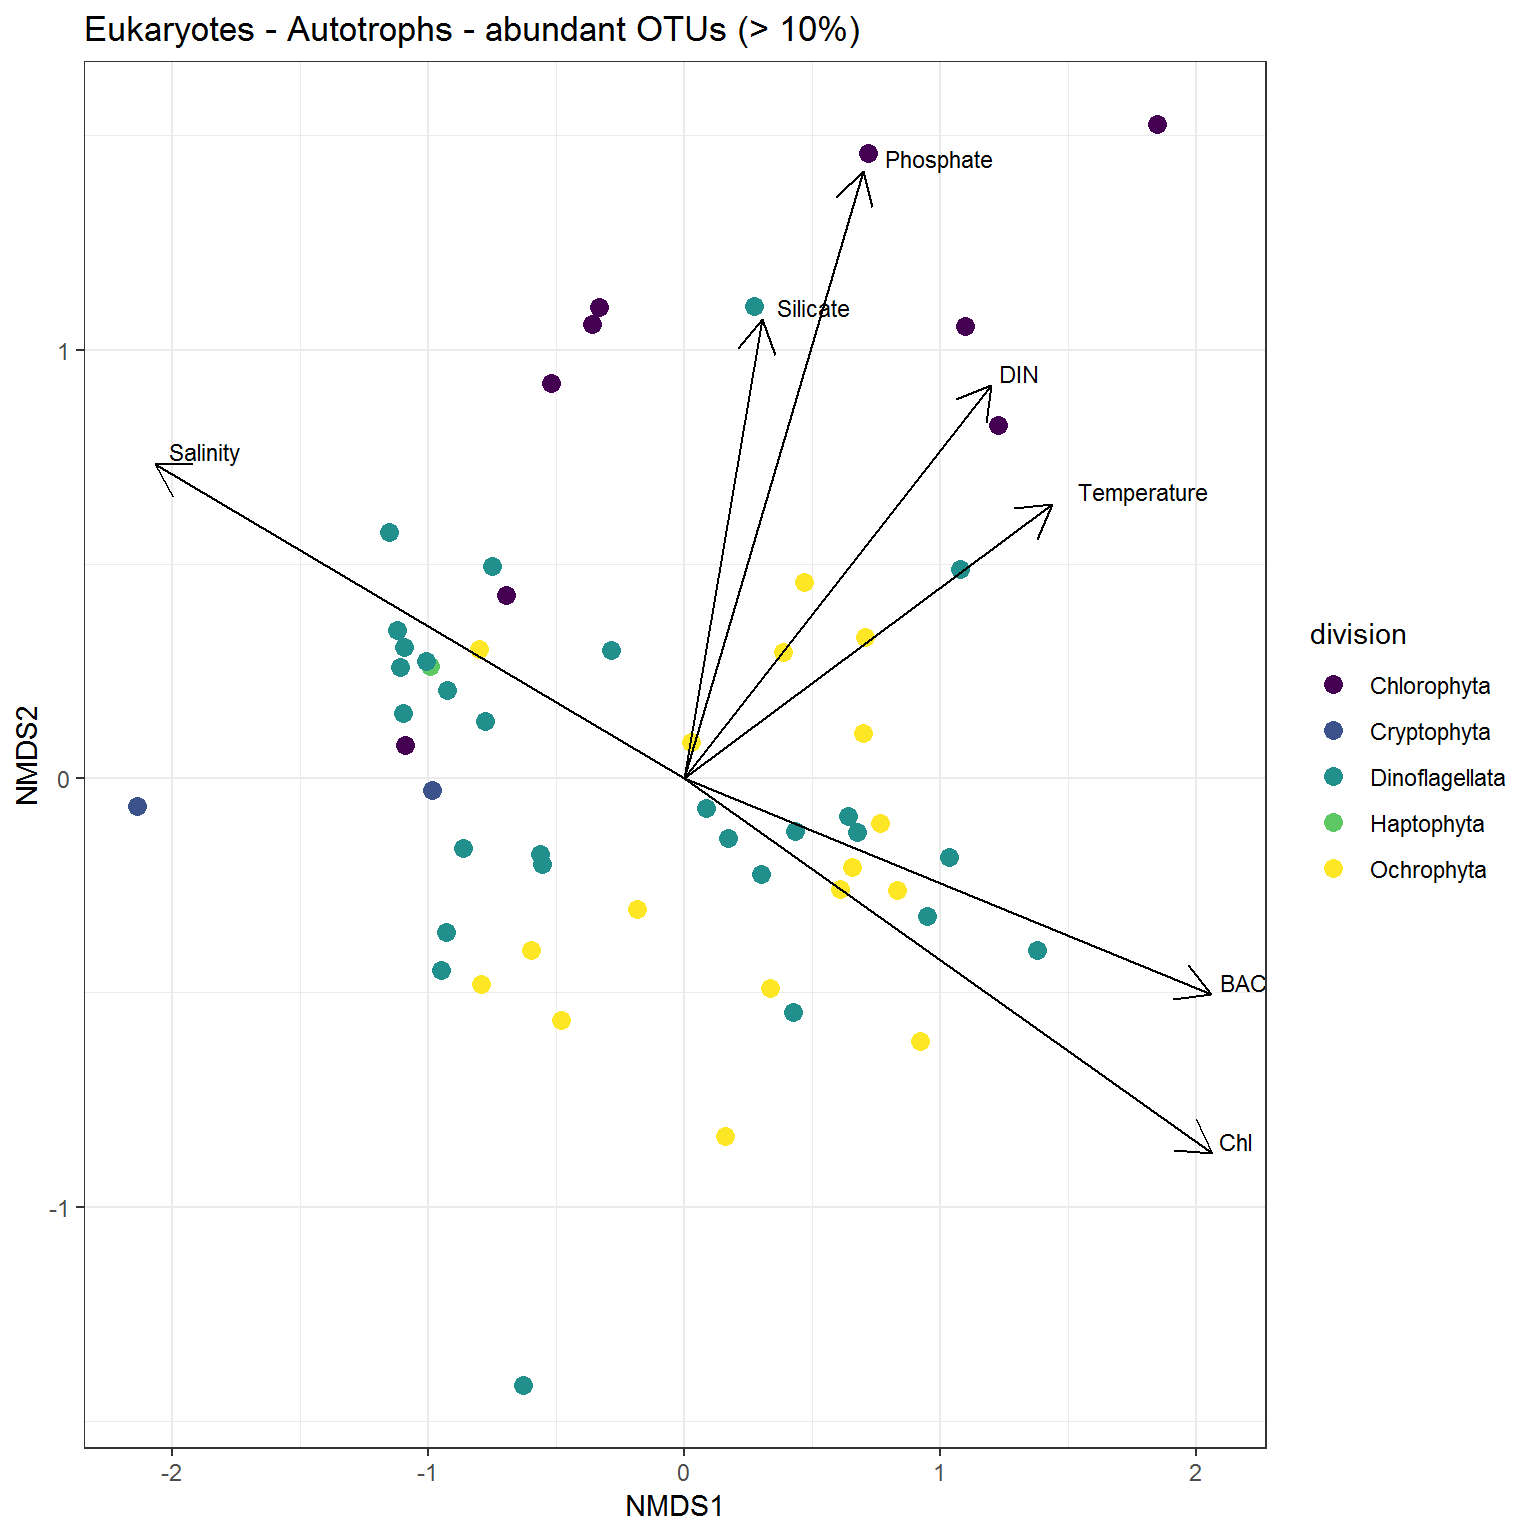 Eukaryotes - Autotrophs - abundant OTUs (> 10%)
Phosphate
Silicate
DIN
Salinity
Temperature
BAC
Chl
1
0
-1
NMDS2
-2
-1
0
1
2
NMDS1
division
Chlorophyta
Cryptophyta
Dinoflagellata
Haptophyta
Ochrophyta